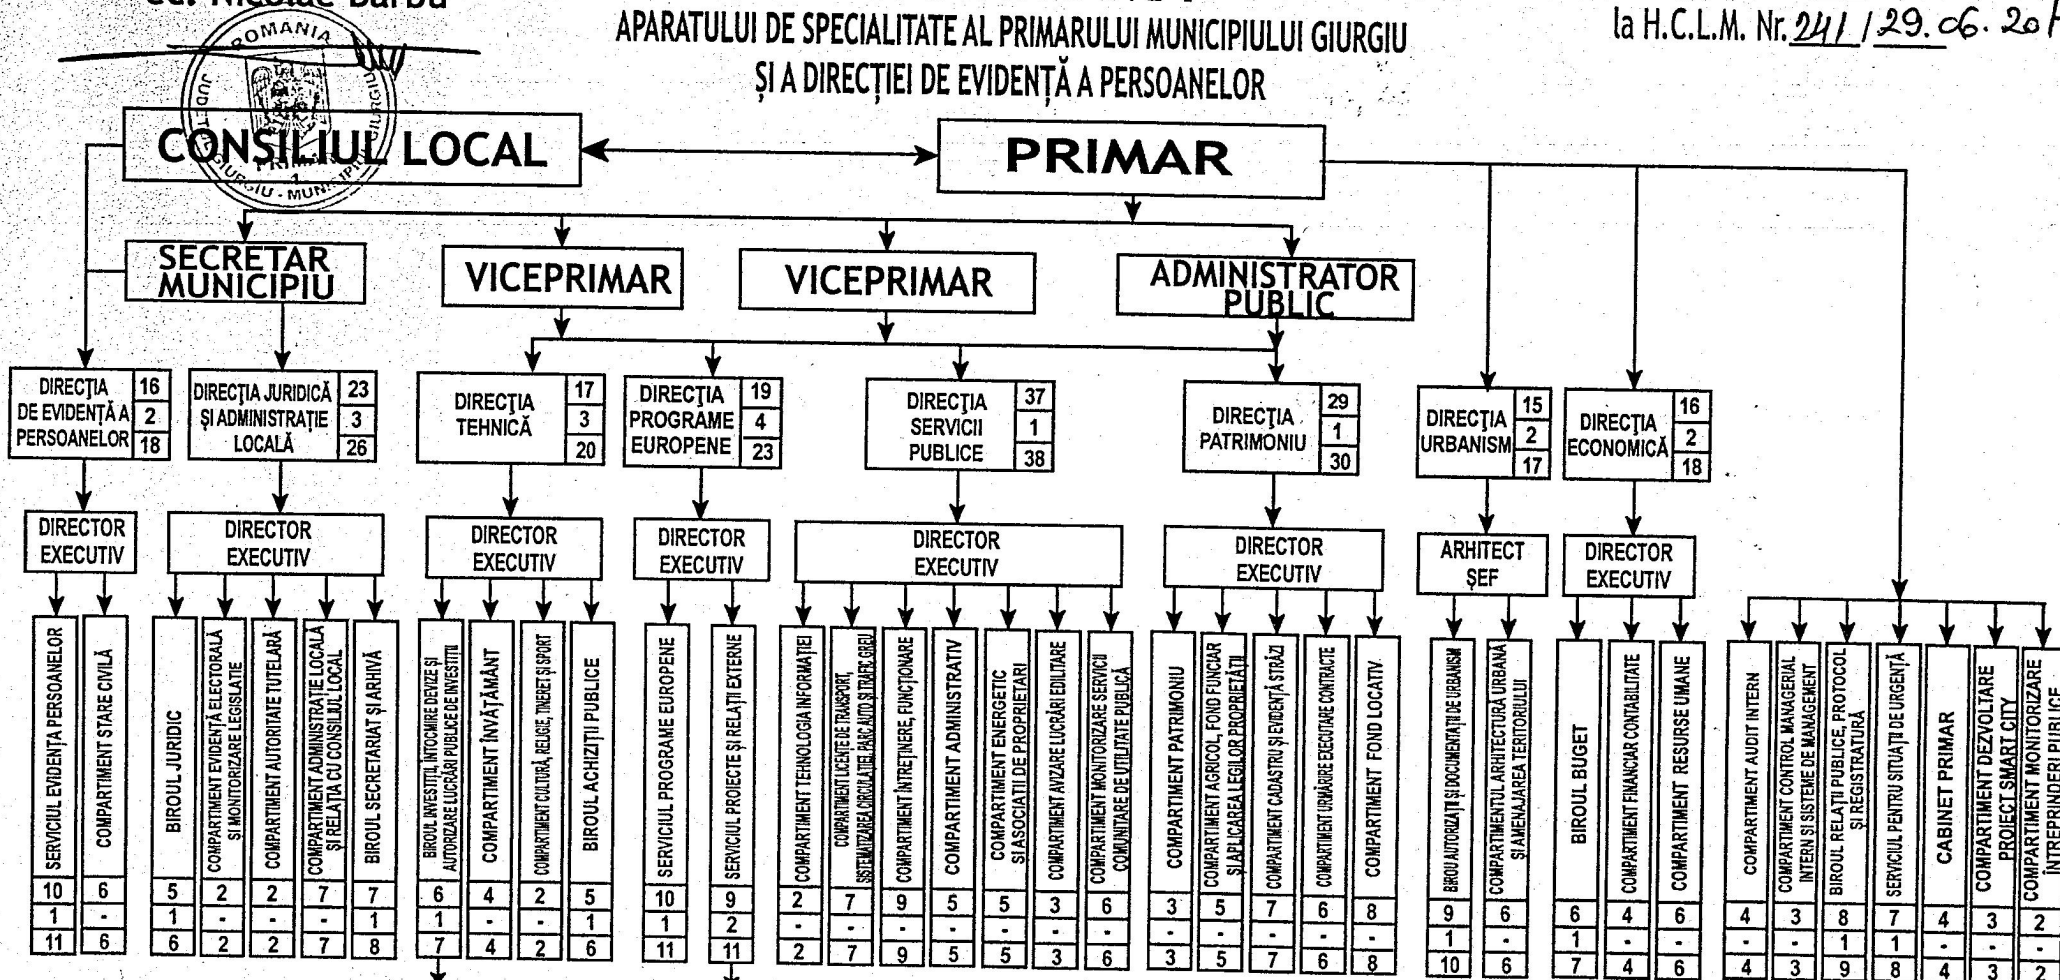 Nicolae Barbu
APARATULUI DE SPECIALITATE AL PRIMARULUI MUNICIPIULUI GIURGIU
ȘI A DIRECȚIEI DE EVIDENȚĂ A PERSOANELOR
la H.C.L.M. Nr. 241 / 29. 06. 201
ROMANIA
CONSILIUL LOCAL
PRIMAR
SECRETAR
MUNICIPIU
VICEPRIMAR
VICEPRIMAR
ADMINISTRATOR
PUBLIC
DIRECȚIA
DE EVIDENȚĂ A
PERSOANELOR
16
2
18
DIRECȚIA JURIDICĂ
ȘI ADMINISTRAȚIE
LOCALĂ
23
3
26
DIRECȚIA
TEHNICĂ
17
3
20
DIRECȚIA
PROGRAME
EUROPENE
19
4
23
DIRECȚIA
SERVICII
PUBLICE
37
1
38
DIRECȚIA
PATRIMONIU
29
1
30
DIRECȚIA
URBANISM
15
2
17
DIRECȚIA
ECONOMICĂ
16
2
18
DIRECTOR
EXECUTIV
DIRECTOR
EXECUTIV
DIRECTOR
EXECUTIV
DIRECTOR
EXECUTIV
DIRECTOR
EXECUTIV
DIRECTOR
EXECUTIV
ARHITECT
ȘEF
DIRECTOR
EXECUTIV
SERVICIUL EVIDENȚA PERSOANELOR
10
1
11
COMPARTIMENT STARE CIVILĂ
6
-
6
BIROUL JURIDIC
5
1
6
COMPARTIMENT EVIDENȚĂ ELECTORALĂ
ȘI MONITORIZARE LEGISLAȚIE
2
-
2
COMPARTIMENT AUTORITATE TUTELARĂ
2
-
2
COMPARTIMENT ADMINISTRAȚIE LOCALĂ
ȘI RELAȚIA CU CONSILIUL LOCAL
7
-
7
BIROUL SECRETARIAT ȘI ARHIVĂ
7
1
8
BIROUL INVESTIȚII, ÎNTOCMIRE DEVIZE ȘI
AUTORIZARE LUCRĂRI PUBLICE DE INVESTIȚII
6
1
7
COMPARTIMENT ÎNVĂȚĂMÂNT
4
-
4
COMPARTIMENT CULTURĂ, RELIGIE, TINERET ȘI SPORT
2
-
2
BIROUL ACHIZIȚII PUBLICE
5
1
6
SERVICIUL PROGRAME EUROPENE
10
1
11
SERVICIUL PROIECTE ȘI RELAȚII EXTERNE
9
2
11
COMPARTIMENT TEHNOLOGIA INFORMAȚIEI
2
-
2
COMPARTIMENT LICENȚE DE TRANSPORT,
SISTEMATIZAREA CIRCULAȚIEI, PARC AUTO ȘI TRAFIC GREU
7
-
7
COMPARTIMENT ÎNTREȚINERE, FUNCȚIONARE
9
-
9
COMPARTIMENT ADMINISTRATIV
5
-
5
COMPARTIMENT ENERGETIC
SI ASOCIAȚII DE PROPRIETARI
5
-
5
COMPARTIMENT AVIZARE LUCRĂRI EDILITARE
3
-
3
COMPARTIMENT MONITORIZARE SERVICII
COMUNITARE DE UTILITATE PUBLICĂ
6
-
6
COMPARTIMENT PATRIMONIU
3
-
3
COMPARTIMENT AGRICOL, FOND FUNCIAR
ȘI APLICAREA LEGILOR PROPRIETĂȚII
5
-
5
COMPARTIMENT CADASTRU ȘI EVIDENȚĂ STRĂZI
7
-
7
COMPARTIMENT URMĂRIRE EXECUTARE CONTRACTE
6
-
6
COMPARTIMENT FOND LOCATIV
8
-
8
BIROU AUTORIZAȚII ȘI DOCUMENTAȚII DE URBANISM
9
1
10
COMPARTIMENTUL ARHITECTURĂ URBANĂ
ȘI AMENAJAREA TERITORIULUI
6
-
6
BIROUL BUGET
6
1
7
COMPARTIMENT FINANCIAR CONTABILITATE
4
-
4
COMPARTIMENT RESURSE UMANE
6
-
6
COMPARTIMENT AUDIT INTERN
4
-
4
COMPARTIMENT CONTROL MANAGERIAL
INTERN SI SISTEME DE MANAGEMENT
3
-
3
BIROUL RELAȚII PUBLICE, PROTOCOL
ȘI REGISTRATURĂ
8
1
9
SERVICIUL PENTRU SITUAȚII DE URGENȚĂ
7
1
8
CABINET PRIMAR
4
-
4
COMPARTIMENT DEZVOLTARE
PROIECT SMART CITY
3
-
3
COMPARTIMENT MONITORIZARE
ÎNTREPRINDERI PUBLICE
2
-
2